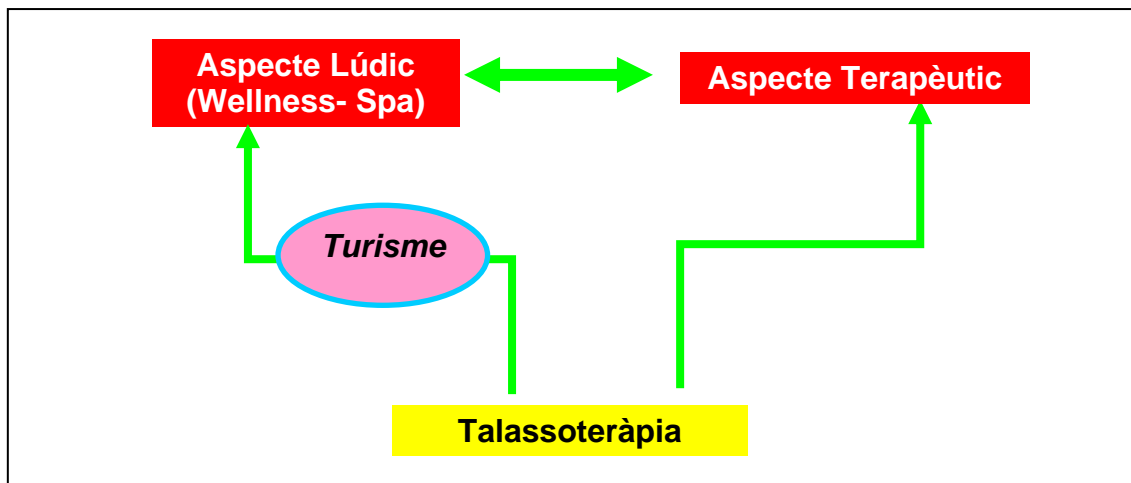 Aspecte Lúdic
(Wellness- Spa)
Aspecte Terapèutic
Turisme
Talassoteràpia